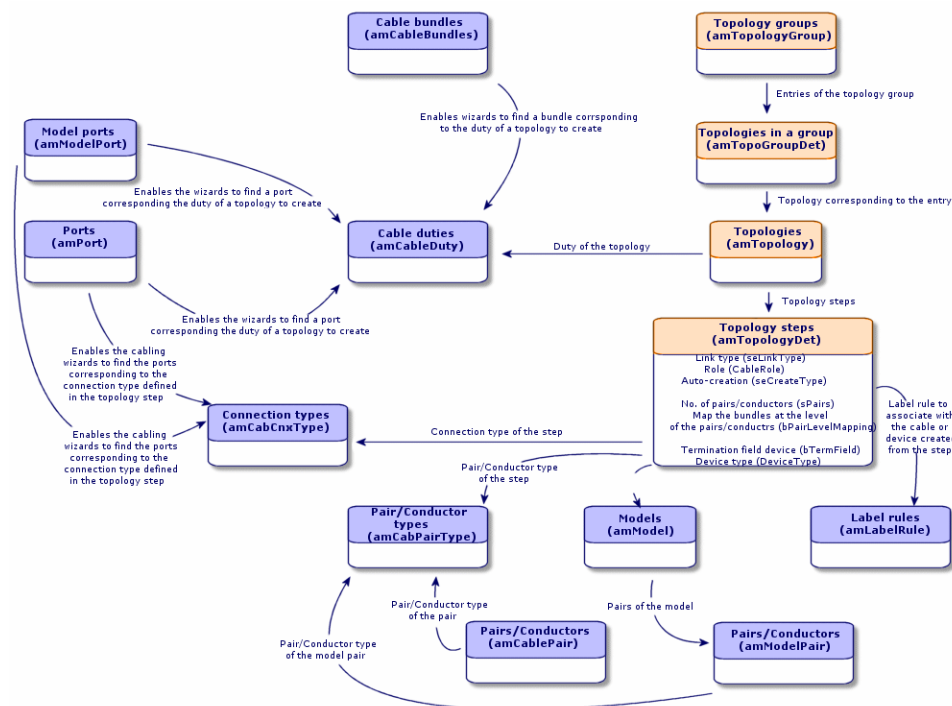 Cable bundles
(amCableBundles)
Topology groups
(amTopologyGroup)
Entries of the topology group
Enables wizards to find a bundle corrsponding
to the duty of a topology to create
Model ports
(amModelPort)
Topologies in a group
(amTopoGroupDet)
Enables the wizards to find a port
corresponding the duty of a topology to create
Topology corresponding to the entry
Ports
(amPort)
Cable duties
(amCableDuty)
Duty of the topology
Topologies
(amTopology)
Topology steps
Enables the wizards to find a port
corresponding the duty of a topology to create
Topology steps
(amTopologyDet)
Link type (seLinkType)
Role (CableRole)
Auto-creation (seCreateType)
No. of pairs/conductors (sPairs)
Map the bundles at the level
of the pairs/conductrs (bPairLevelMapping)
Termination field device (bTermField)
Device type (DeviceType)
Enables the cabling
wizards to find the ports
corresponding to the
connection type defined
in the topology step
Label rule to
associate with
the cable or
device created
from the step
Connection types
(amCabCnxType)
Connection type of the step
Enables the cabling
wizards to find the ports
corresponding to the
connection type defined
in the topology step
Pair/Conductor type
of the step
Pair/Conductor
types
(amCabPairType)
Models
(amModel)
Label rules
(amLabelRule)
Pair/Conductor type
of the pair
Pairs of the model
Pair/Conductor type
of the model pair
Pairs/Conductors
(amCablePair)
Pairs/Conductors
(amModelPair)